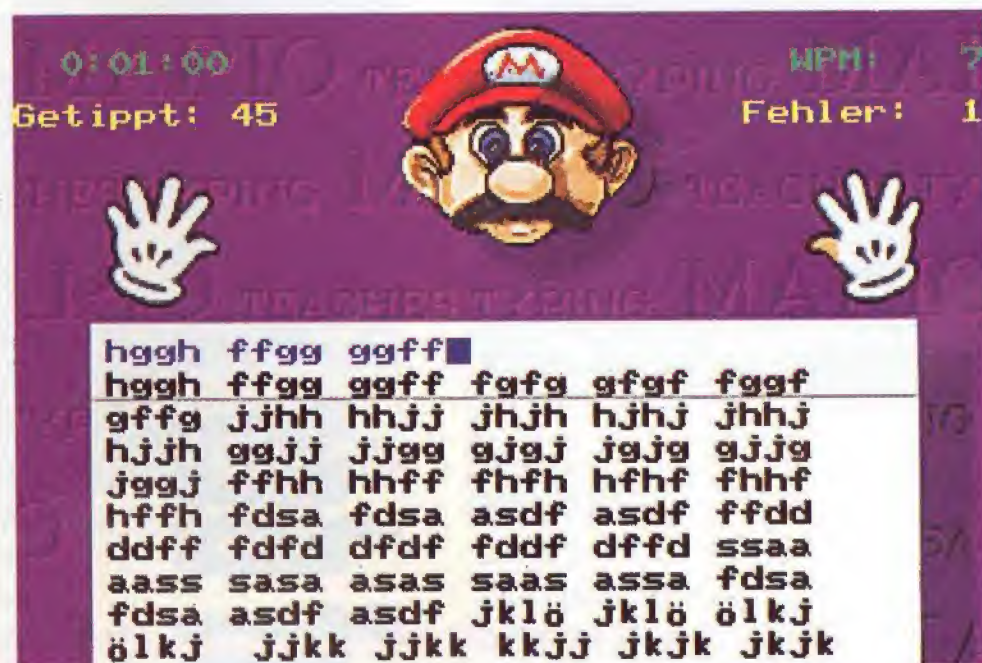 0:01:00 WPM: 7
Getippt: 45 Fehler: 1
M
hggh ffgg ggff
hggh ffgg ggff fgfg gfgf fggf
gffg jjhh hhjj jhjh hjhj jhhj
hjjh ggjj jjgg gjgj jgjg gjjg
jggj ffhh hhff fhfh hfhf fhhf
hffh fdsa fdsa asdf asdf ffdd
ddff fdfd dfdf fddf dffd ssaa
aass sasa asas saas assa fdsa
fdsa asdf asdf jklö jklö ölkj
ölkj jjkk jjkk kkjj jkjk jkjk